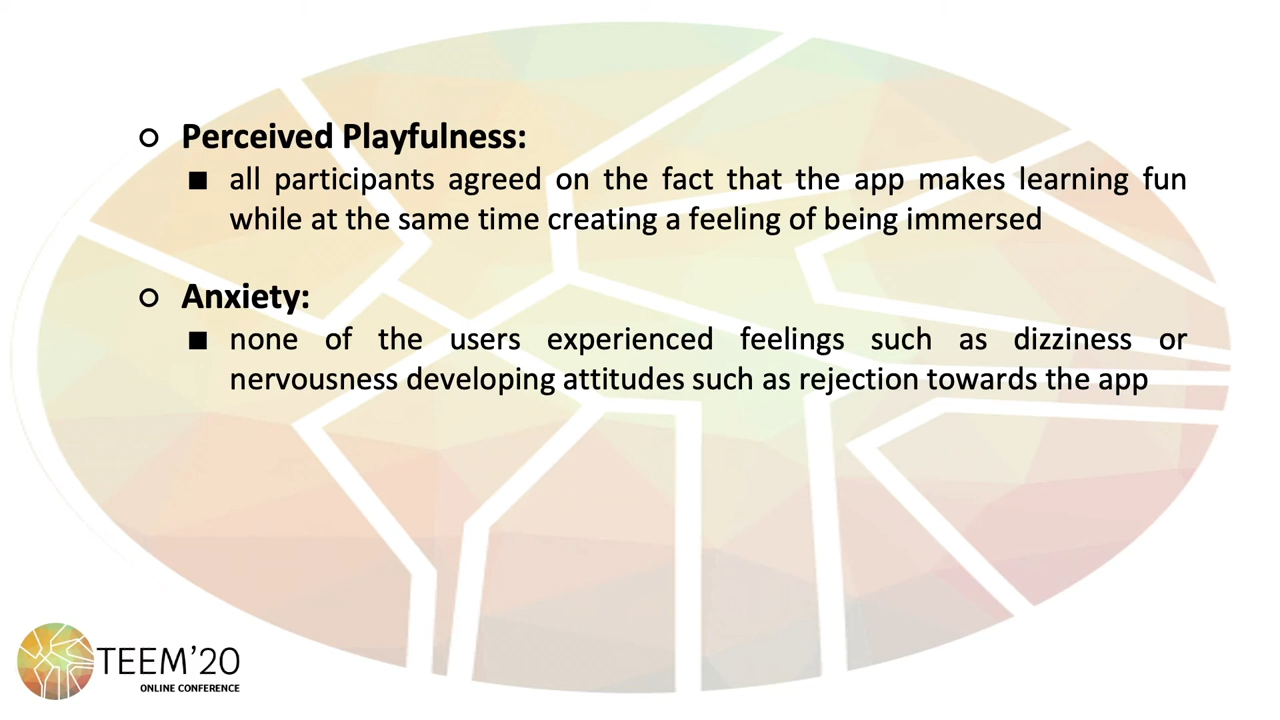 Perceived Playfulness:
all participants agreed on the fact that the app makes learning fun
while at the same time creating a feeling of being immersed
Anxiety:
none of the users experienced feelings such as dizziness or
nervousness developing attitudes such as rejection towards the app
TEEM'20
ONLINE CONFERENCE